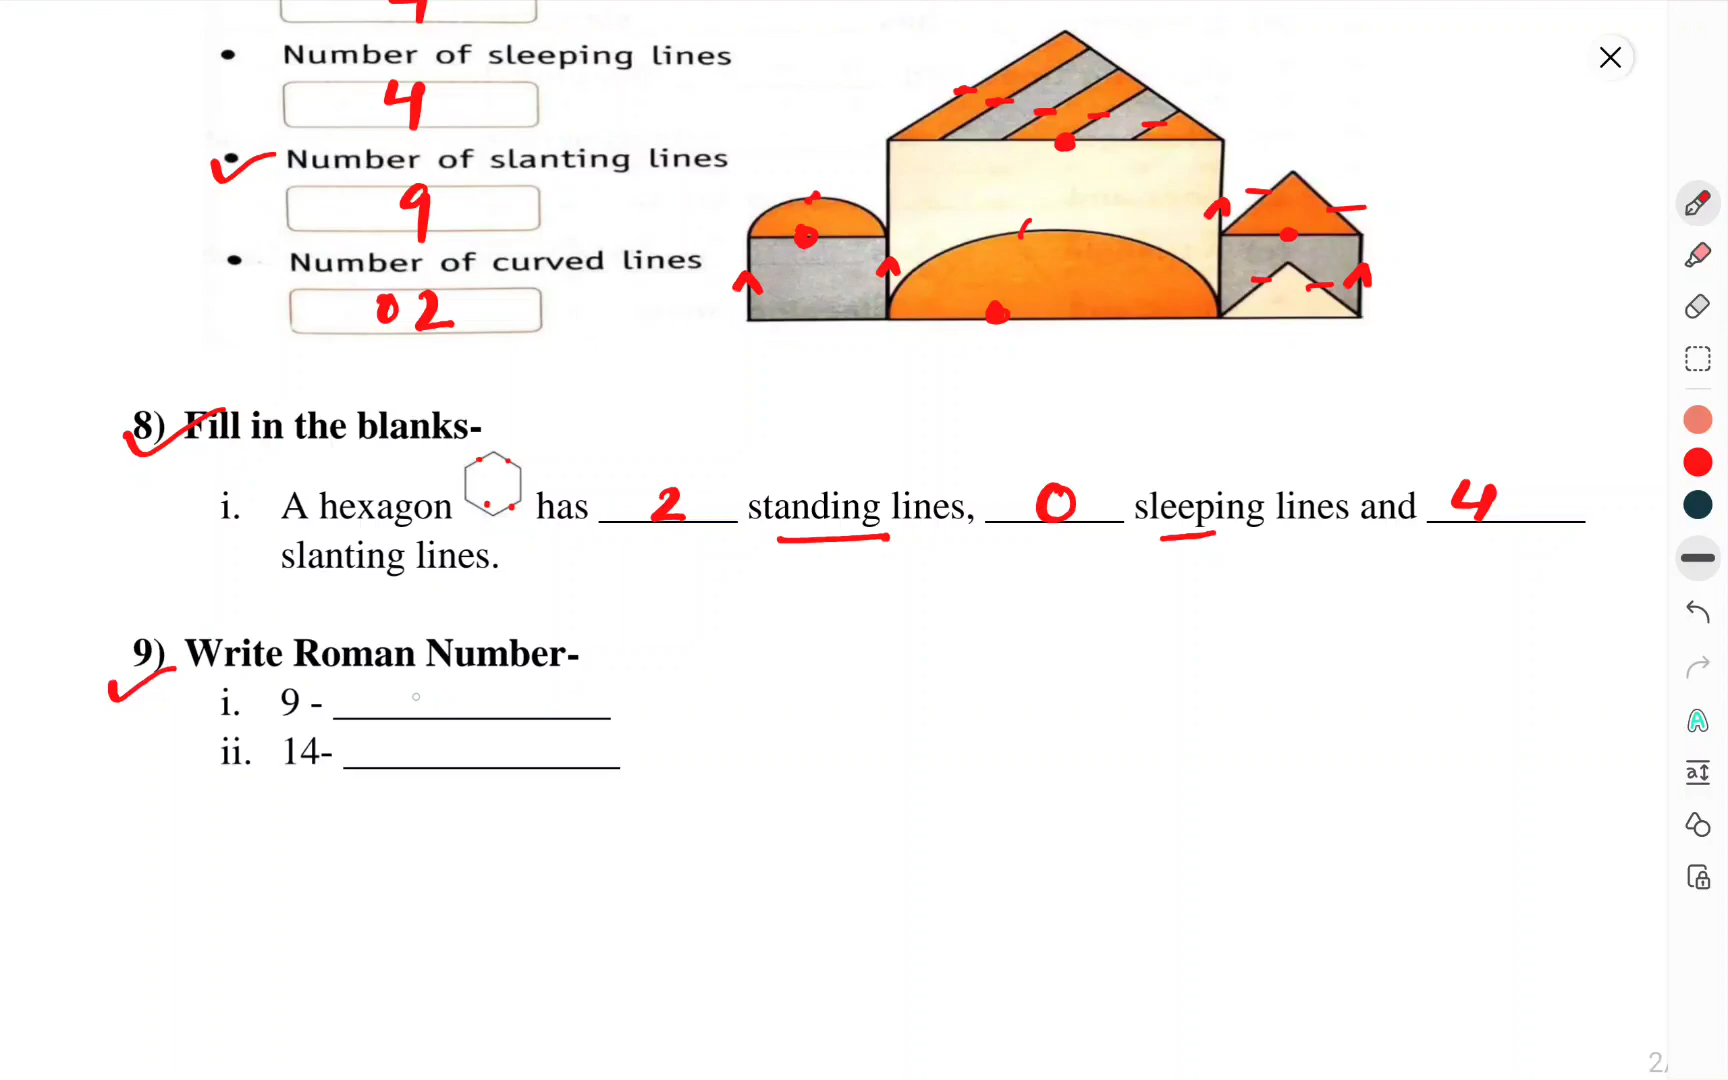 • Number of sleeping lines
4
• Number of slanting lines
9
• Number of curved lines
02
8) Fill in the blanks-
i. A hexagon has 2 standing lines, 0 sleeping lines and 4
slanting lines.
9) Write Roman Number-
i. 9 - ____________
ii. 14- ____________